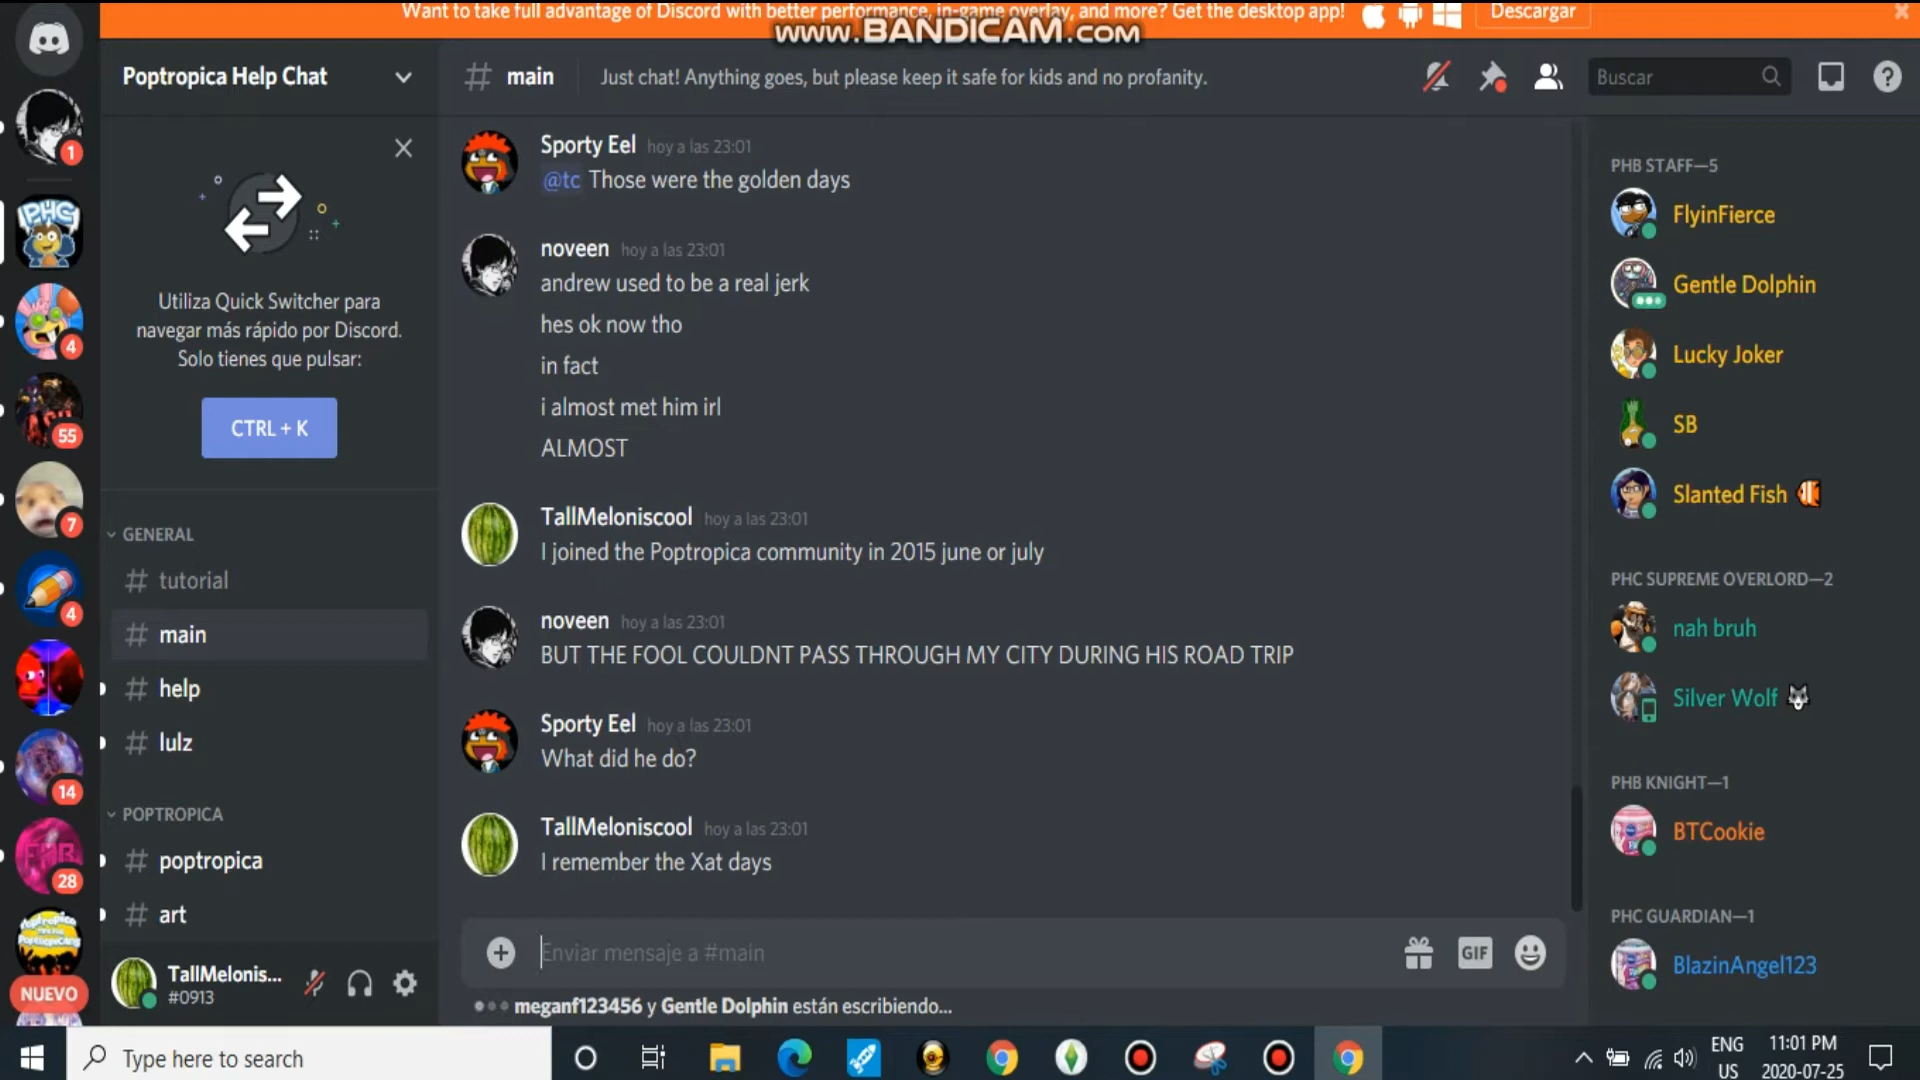 Want to take full advantage of Discord with better performance, in-game overlay, and more? Get the desktop app!
Descargar
www.BANDICAM.com
Poptropica Help Chat
main
Just chat! Anything goes, but please keep it safe for kids and no profanity.
Buscar
1
4
55
7
4
14
28
NUEVO
Utiliza Quick Switcher para
navegar más rápido por Discord.
Solo tienes que pulsar:
CTRL + K
GENERAL
# tutorial
# main
# help
# lulz
POPTROPICA
# poptropica
# art
TallMelonis...
#0913
Sporty Eel hoy a las 23:01
@tc Those were the golden days
noveen hoy a las 23:01
andrew used to be a real jerk
hes ok now tho
in fact
i almost met him irl
ALMOST
TallMeloniscool hoy a las 23:01
I joined the Poptropica community in 2015 june or july
noveen hoy a las 23:01
BUT THE FOOL COULDNT PASS THROUGH MY CITY DURING HIS ROAD TRIP
Sporty Eel hoy a las 23:01
What did he do?
TallMeloniscool hoy a las 23:01
I remember the Xat days
Enviar mensaje a #main
GIF
meganf123456 y Gentle Dolphin están escribiendo...
PHB STAFF—5
FlyinFierce
Gentle Dolphin
Lucky Joker
SB
Slanted Fish
PHC SUPREME OVERLORD—2
nah bruh
Silver Wolf
PHB KNIGHT—1
BTCookie
PHC GUARDIAN—1
BlazinAngel123
Type here to search
ENG
US
11:01 PM
2020-07-25